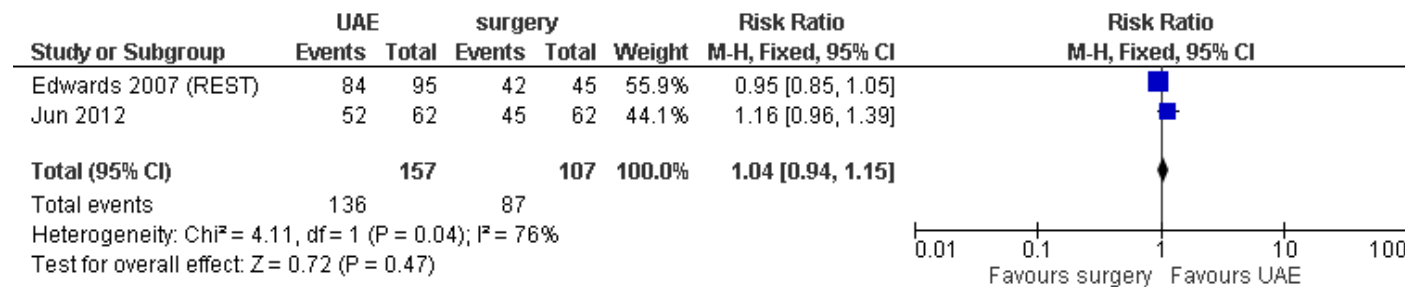 UAE surgery Risk Ratio Risk Ratio
Study or Subgroup Events Total Events Total Weight M-H, Fixed, 95% CI M-H, Fixed, 95% CI
Edwards 2007 (REST) 84 95 42 45 55.9% 0.95 [0.85, 1.05]
Jun 2012 52 62 45 62 44.1% 1.16 [0.96, 1.39]
Total (95% CI) 157 107 100.0% 1.04 [0.94, 1.15]
Total events 136 87
Heterogeneity: Chi² = 4.11, df = 1 (P = 0.04); I² = 76%
Test for overall effect: Z = 0.72 (P = 0.47)
0.01 0.1 1 10 100
Favours surgery Favours UAE